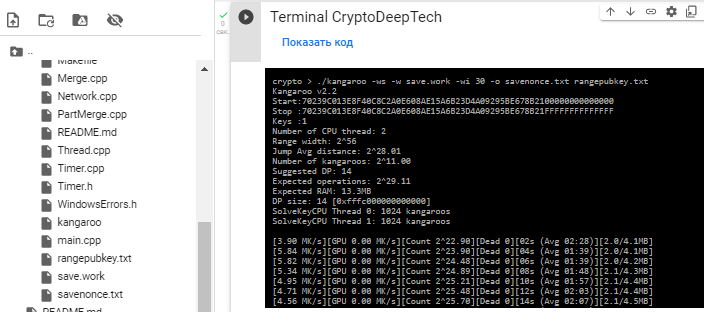 ..
Makefile
Merge.cpp
Network.cpp
PartMerge.cpp
README.md
Thread.cpp
Timer.cpp
Timer.h
WindowsErrors.h
kangaroo
main.cpp
rangepubkey.txt
save.work
savenonce.txt
README.md
0
Terminal CryptoDeepTech
Показать код
crypto > ./kangaroo -ws -w save.work -wi 30 -o savenonce.txt rangepubkey.txt
Kangaroo v2.2
Start:70239C013E8F40C8C2A0E608AE15A6B23D4A09295BE678B2100000000000000
Stop :70239C013E8F40C8C2A0E608AE15A6B23D4A09295BE678B21FFFFFFFFFFFFFF
Keys :1
Number of CPU thread: 2
Range width: 2^56
Jump Avg distance: 2^28.01
Number of kangaroos: 2^11.00
Suggested DP: 14
Expected operations: 2^29.11
Expected RAM: 13.3MB
DP size: 14 [0xfffc000000000000]
SolveKeyCPU Thread 0: 1024 kangaroos
SolveKeyCPU Thread 1: 1024 kangaroos
[3.90 MK/s][GPU 0.00 MK/s][Count 2^22.90][Dead 0][02s (Avg 02:28)][2.0/4.1MB]
[5.84 MK/s][GPU 0.00 MK/s][Count 2^23.90][Dead 0][04s (Avg 01:39)][2.0/4.1MB]
[5.82 MK/s][GPU 0.00 MK/s][Count 2^24.48][Dead 0][06s (Avg 01:39)][2.0/4.2MB]
[5.34 MK/s][GPU 0.00 MK/s][Count 2^24.89][Dead 0][08s (Avg 01:48)][2.1/4.3MB]
[4.95 MK/s][GPU 0.00 MK/s][Count 2^25.21][Dead 0][10s (Avg 01:57)][2.1/4.4MB]
[4.71 MK/s][GPU 0.00 MK/s][Count 2^25.48][Dead 0][12s (Avg 02:03)][2.1/4.4MB]
[4.56 MK/s][GPU 0.00 MK/s][Count 2^25.70][Dead 0][14s (Avg 02:07)][2.1/4.5MB]